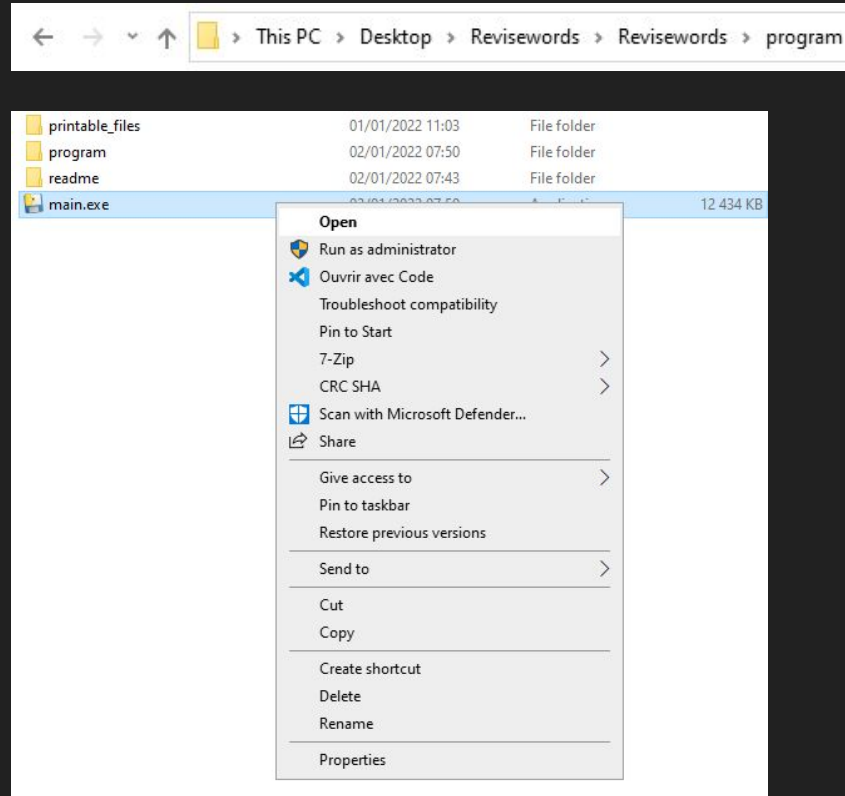 This PC > Desktop > Revisewords > Revisewords > program
printable_files 01/01/2022 11:03 File folder
program 02/01/2022 07:50 File folder
readme 02/01/2022 07:43 File folder
main.exe 12 434 KB
Open
Run as administrator
Ouvrir avec Code
Troubleshoot compatibility
Pin to Start
7-Zip
CRC SHA
Scan with Microsoft Defender...
Share
Give access to
Pin to taskbar
Restore previous versions
Send to
Cut
Copy
Create shortcut
Delete
Rename
Properties